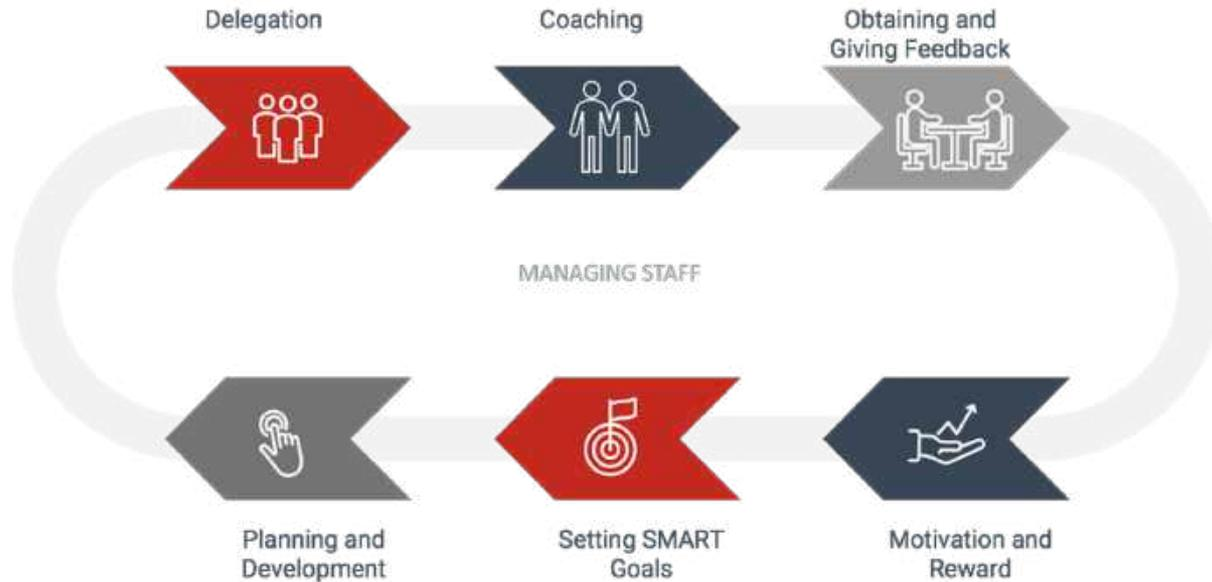 Delegation
Coaching
Obtaining and
Giving Feedback
MANAGING STAFF
Planning and
Development
Setting SMART
Goals
Motivation and
Reward